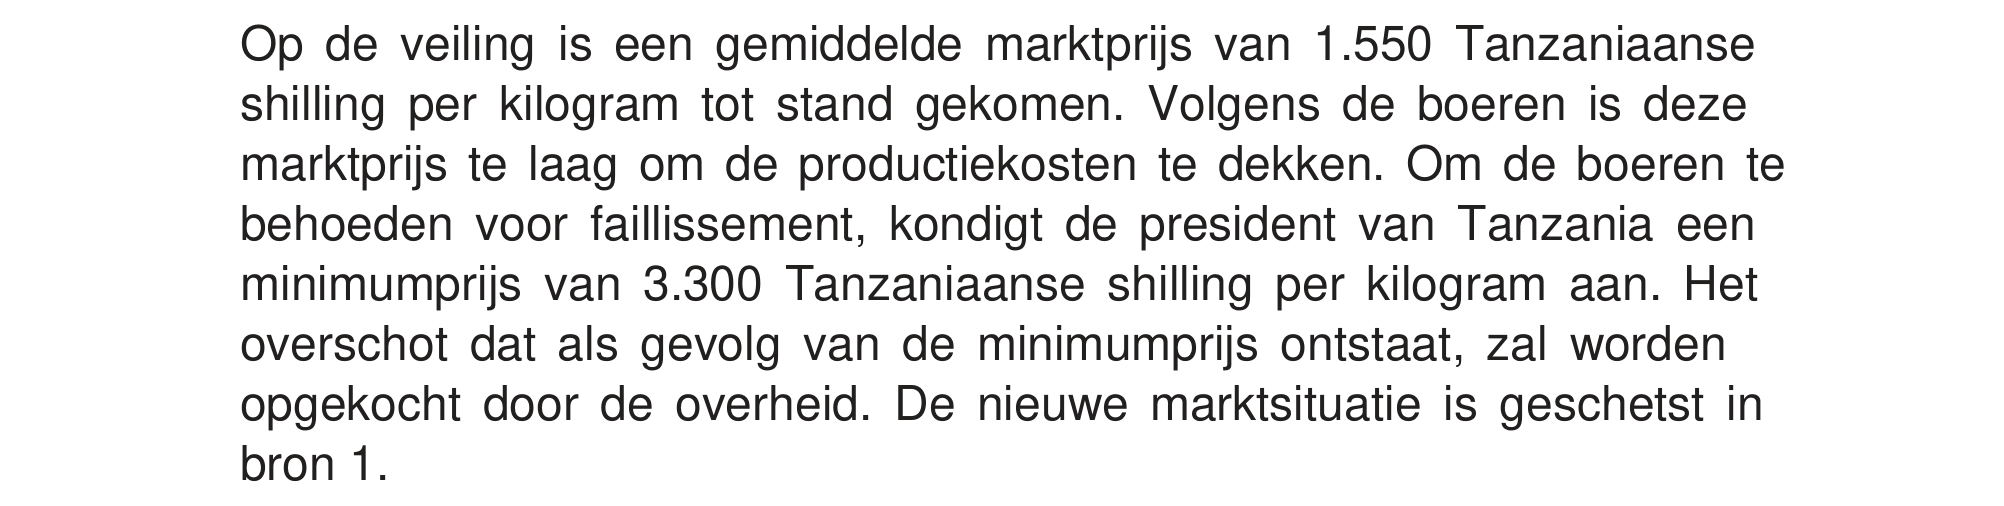 Op de veiling is een gemiddelde marktprijs van 1.550 Tanzaniaanse
shilling per kilogram tot stand gekomen. Volgens de boeren is deze
marktprijs te laag om de productiekosten te dekken. Om de boeren te
behoeden voor faillissement, kondigt de president van Tanzania een
minimumprijs van 3.300 Tanzaniaanse shilling per kilogram aan. Het
overschot dat als gevolg van de minimumprijs ontstaat, zal worden
opgekocht door de overheid. De nieuwe marktsituatie is geschetst in
bron 1.